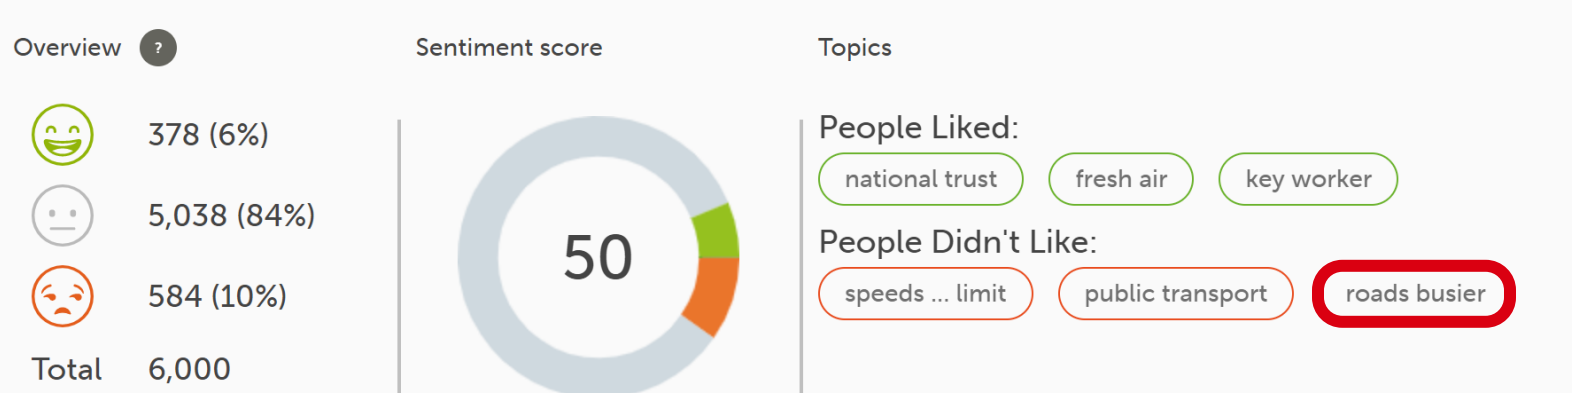 Overview ?
378 (6%)
5,038 (84%)
584 (10%)
Total 6,000
Sentiment score
50
Topics
People Liked:
national trust fresh air key worker
People Didn't Like:
speeds ... limit public transport roads busier